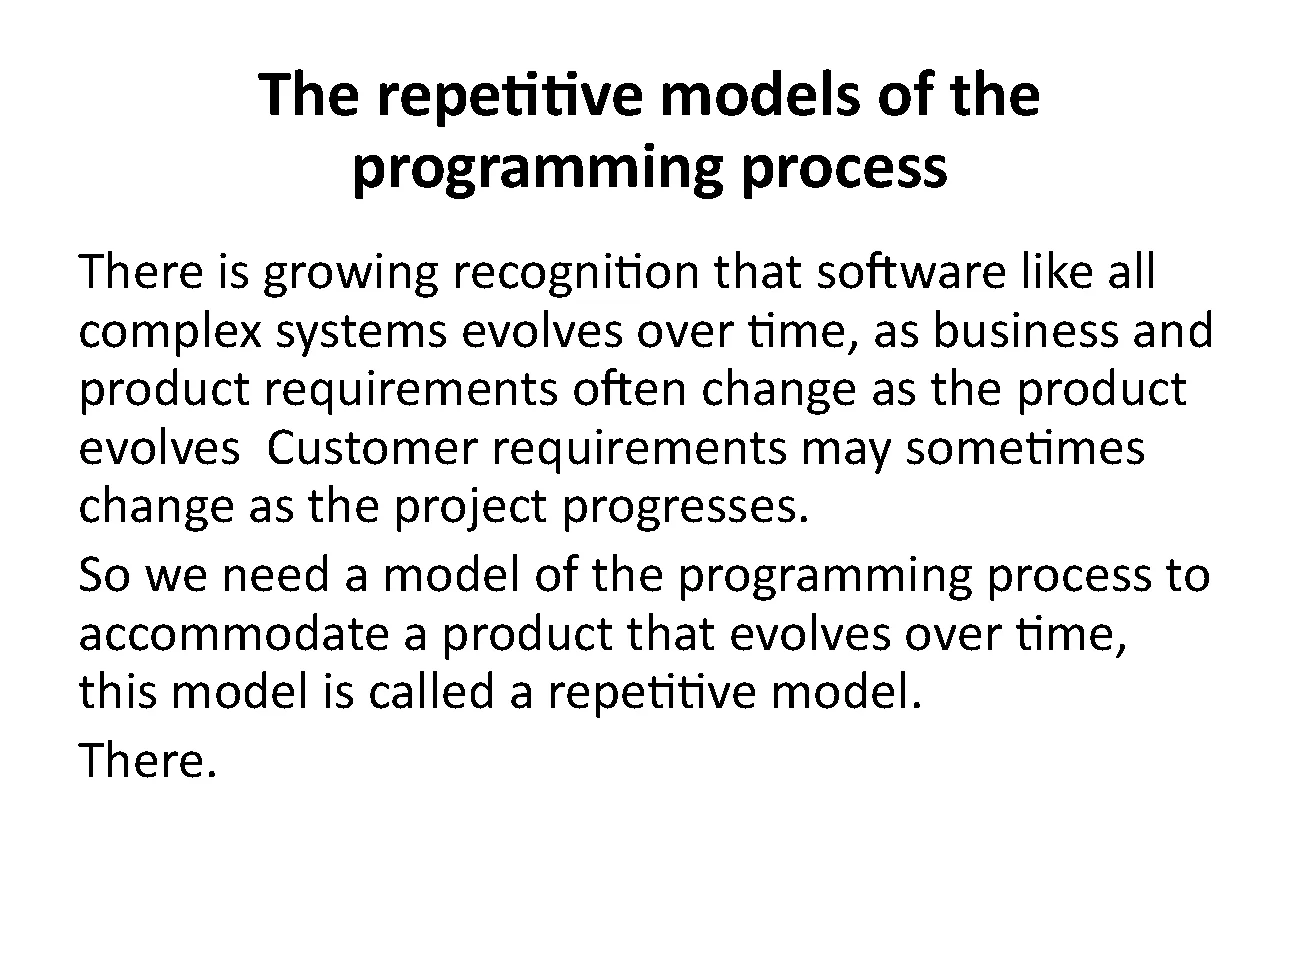 The repetitive models of the
programming process
There is growing recognition that software like all
complex systems evolves over time, as business and
product requirements often change as the product
evolves  Customer requirements may sometimes
change as the project progresses.
So we need a model of the programming process to
accommodate a product that evolves over time,
this model is called a repetitive model.
There.